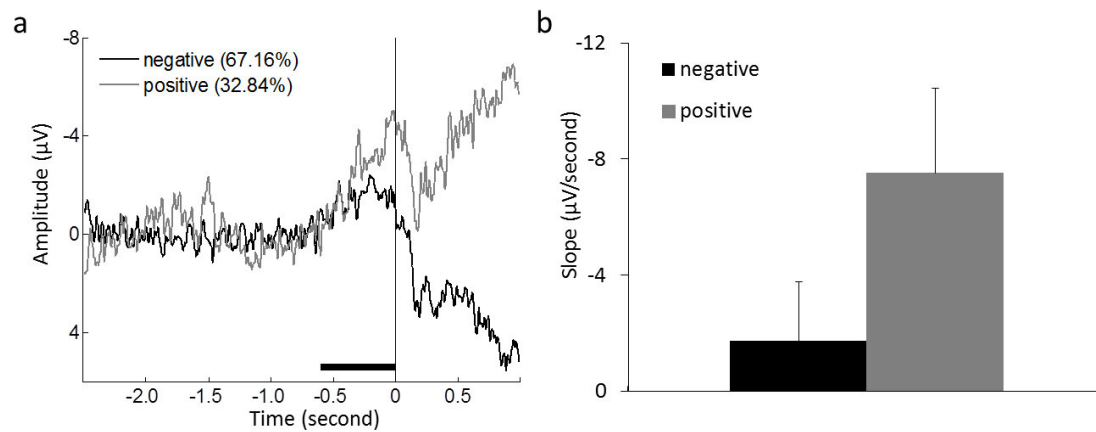 a
-8
negative (67.16%)
positive (32.84%)
-4
0
4
Amplitude (µV)
-2.0
-1.5
-1.0
-0.5
0
0.5
Time (second)
b
-12
negative
positive
-8
-4
0
Slope (µV/second)